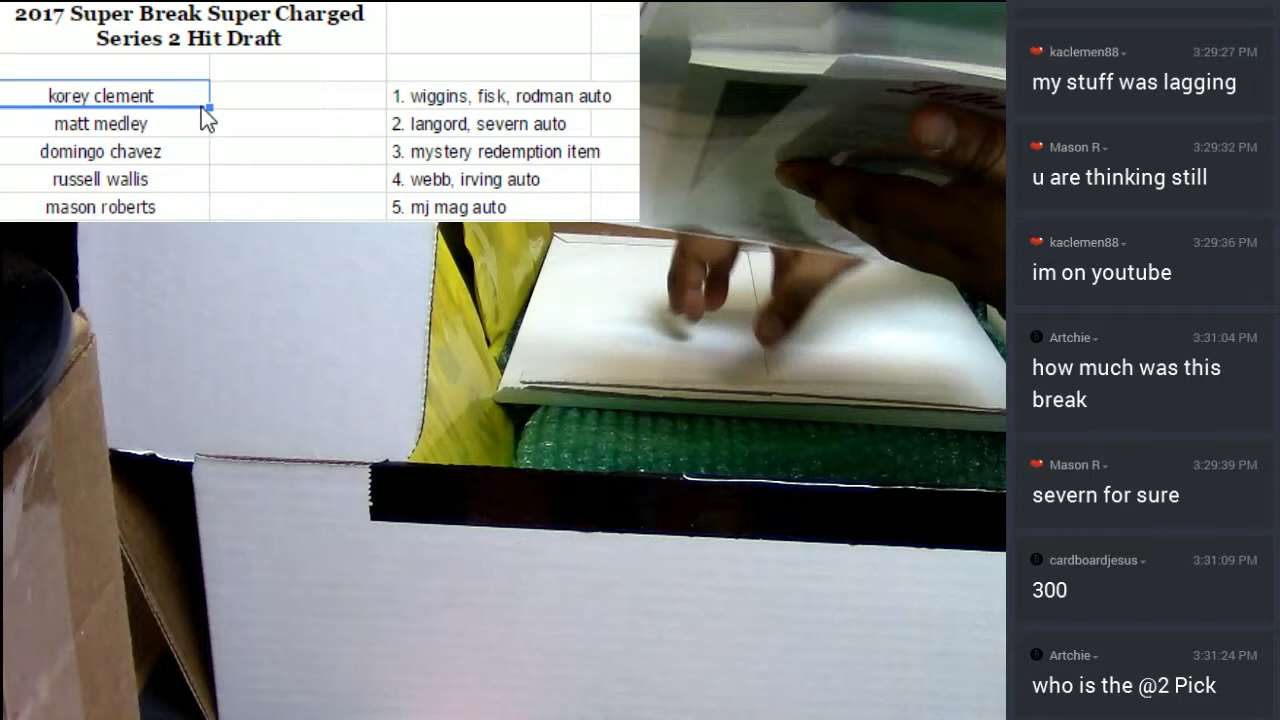 2017 Super Break Super Charged
Series 2 Hit Draft
korey clement
1. wiggins, fisk, rodman auto
matt medley
2. langord, severn auto
domingo chavez
3. mystery redemption item
russell wallis
4. webb, irving auto
mason roberts
5. mj mag auto
kaclemen88 3:29:27 PM
my stuff was lagging
Mason R 3:29:32 PM
u are thinking still
kaclemen88 3:29:36 PM
im on youtube
Artchie 3:31:04 PM
how much was this
break
Mason R 3:29:39 PM
severn for sure
cardboardjesus 3:31:09 PM
300
Artchie 3:31:24 PM
who is the @2 Pick